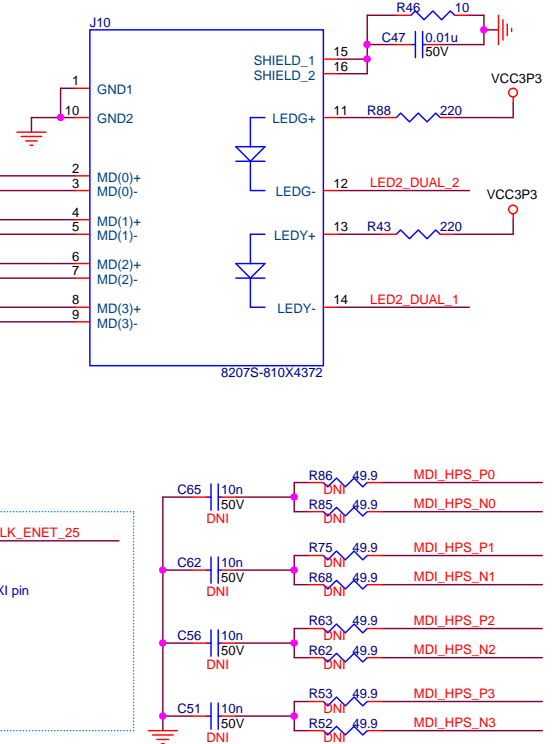 R46 10
J10
C47 0.01u
50V
15
SHIELD_1
16
SHIELD_2
VCC3P3
1
GND1
10
GND2
LEDG+ 11 R88 220
2
MD(0)+
3
MD(0)-
LEDG- 12 LED2_DUAL_2
VCC3P3
4
MD(1)+
5
MD(1)-
LEDY+ 13 R43 220
6
MD(2)+
7
MD(2)-
8
MD(3)+
9
MD(3)-
LEDY- 14 LED2_DUAL_1
8207S-810X4372
R86 49.9 MDI_HPS_P0
DNI
C65 10n
50V
DNI
R85 49.9 MDI_HPS_N0
DNI
LK_ENET_25
R75 49.9 MDI_HPS_P1
DNI
C62 10n
50V
DNI
R68 49.9 MDI_HPS_N1
DNI
XI pin
R63 49.9 MDI_HPS_P2
DNI
C56 10n
50V
DNI
R62 49.9 MDI_HPS_N2
DNI
R53 49.9 MDI_HPS_P3
DNI
C51 10n
50V
DNI
R52 49.9 MDI_HPS_N3
DNI